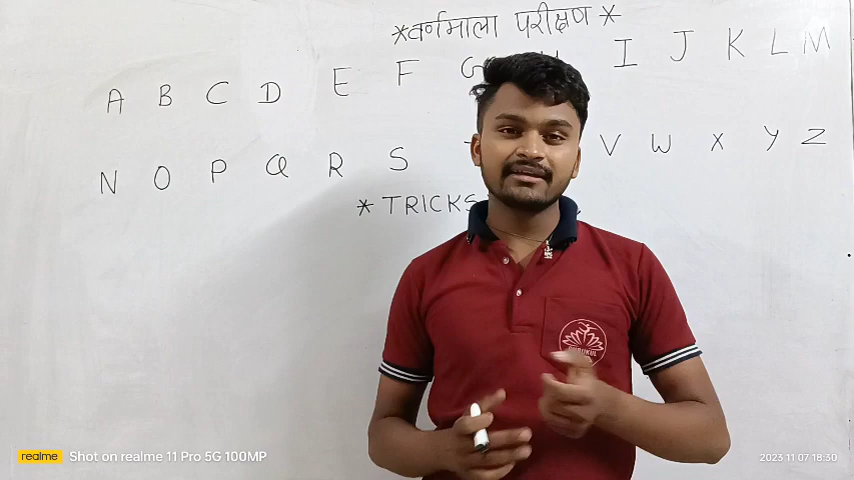 *वर्णमाला परीक्षण *
A B C D E F G I J K L M
N O P Q R S V W X Y Z
* TRICKS
realme Shot on realme 11 Pro 5G 100MP
2023 11 07 18:30